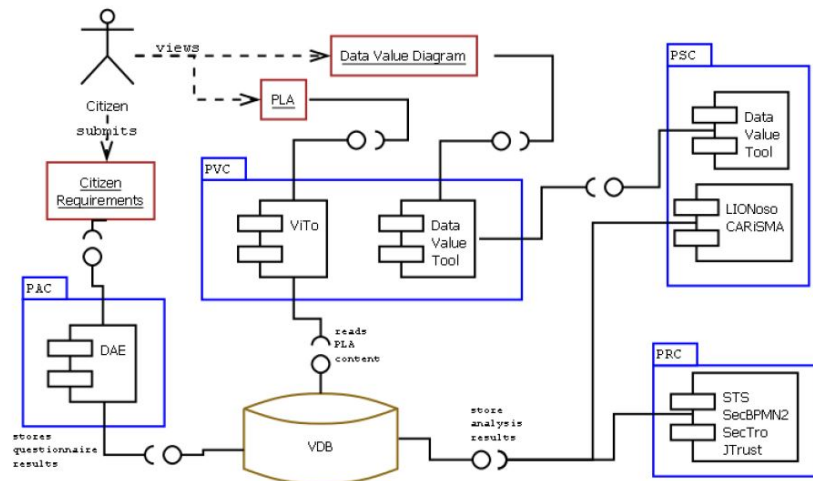 views
Data Value Diagram
PSC
Citizen
PLA
submits
Data
Value
Tool
Citizen
Requirements
PVC
ViTo
Data
Value
Tool
LIONoso
CARiSMA
PAC
DAE
reads
PLA
content
PRC
STS
SecBPMN2
SecTro
JTrust
stores
questionnaire
results
VDB
store
analysis
results